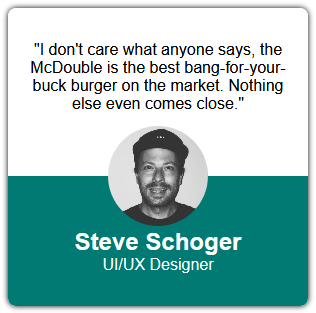 "I don't care what anyone says, the
McDouble is the best bang-for-your-
buck burger on the market. Nothing
else even comes close."
Steve Schoger
UI/UX Designer